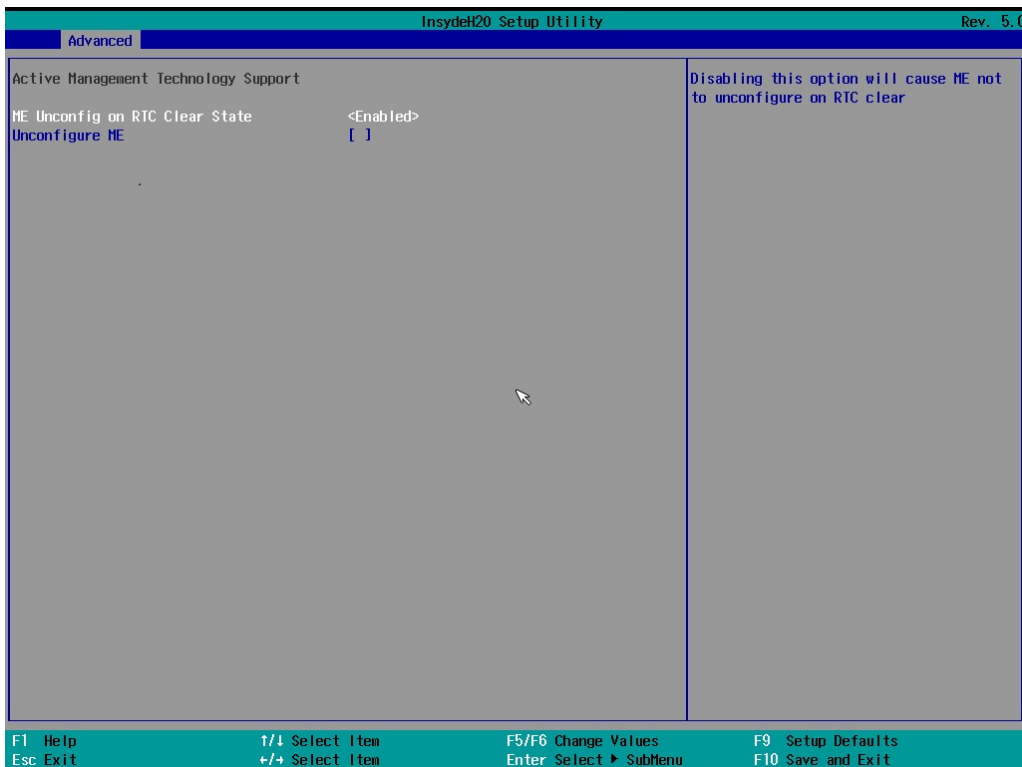 InsydeH20 Setup Utility Rev. 5.0
Advanced
Active Management Technology Support
ME Unconfig on RTC Clear State <Enabled>
Unconfigure ME [ ]
Disabling this option will cause ME not
to unconfigure on RTC clear
F1 Help ↑/↓ Select Item F5/F6 Change Values F9 Setup Defaults
Esc Exit ←/→ Select Item Enter Select ▶ SubMenu F10 Save and Exit